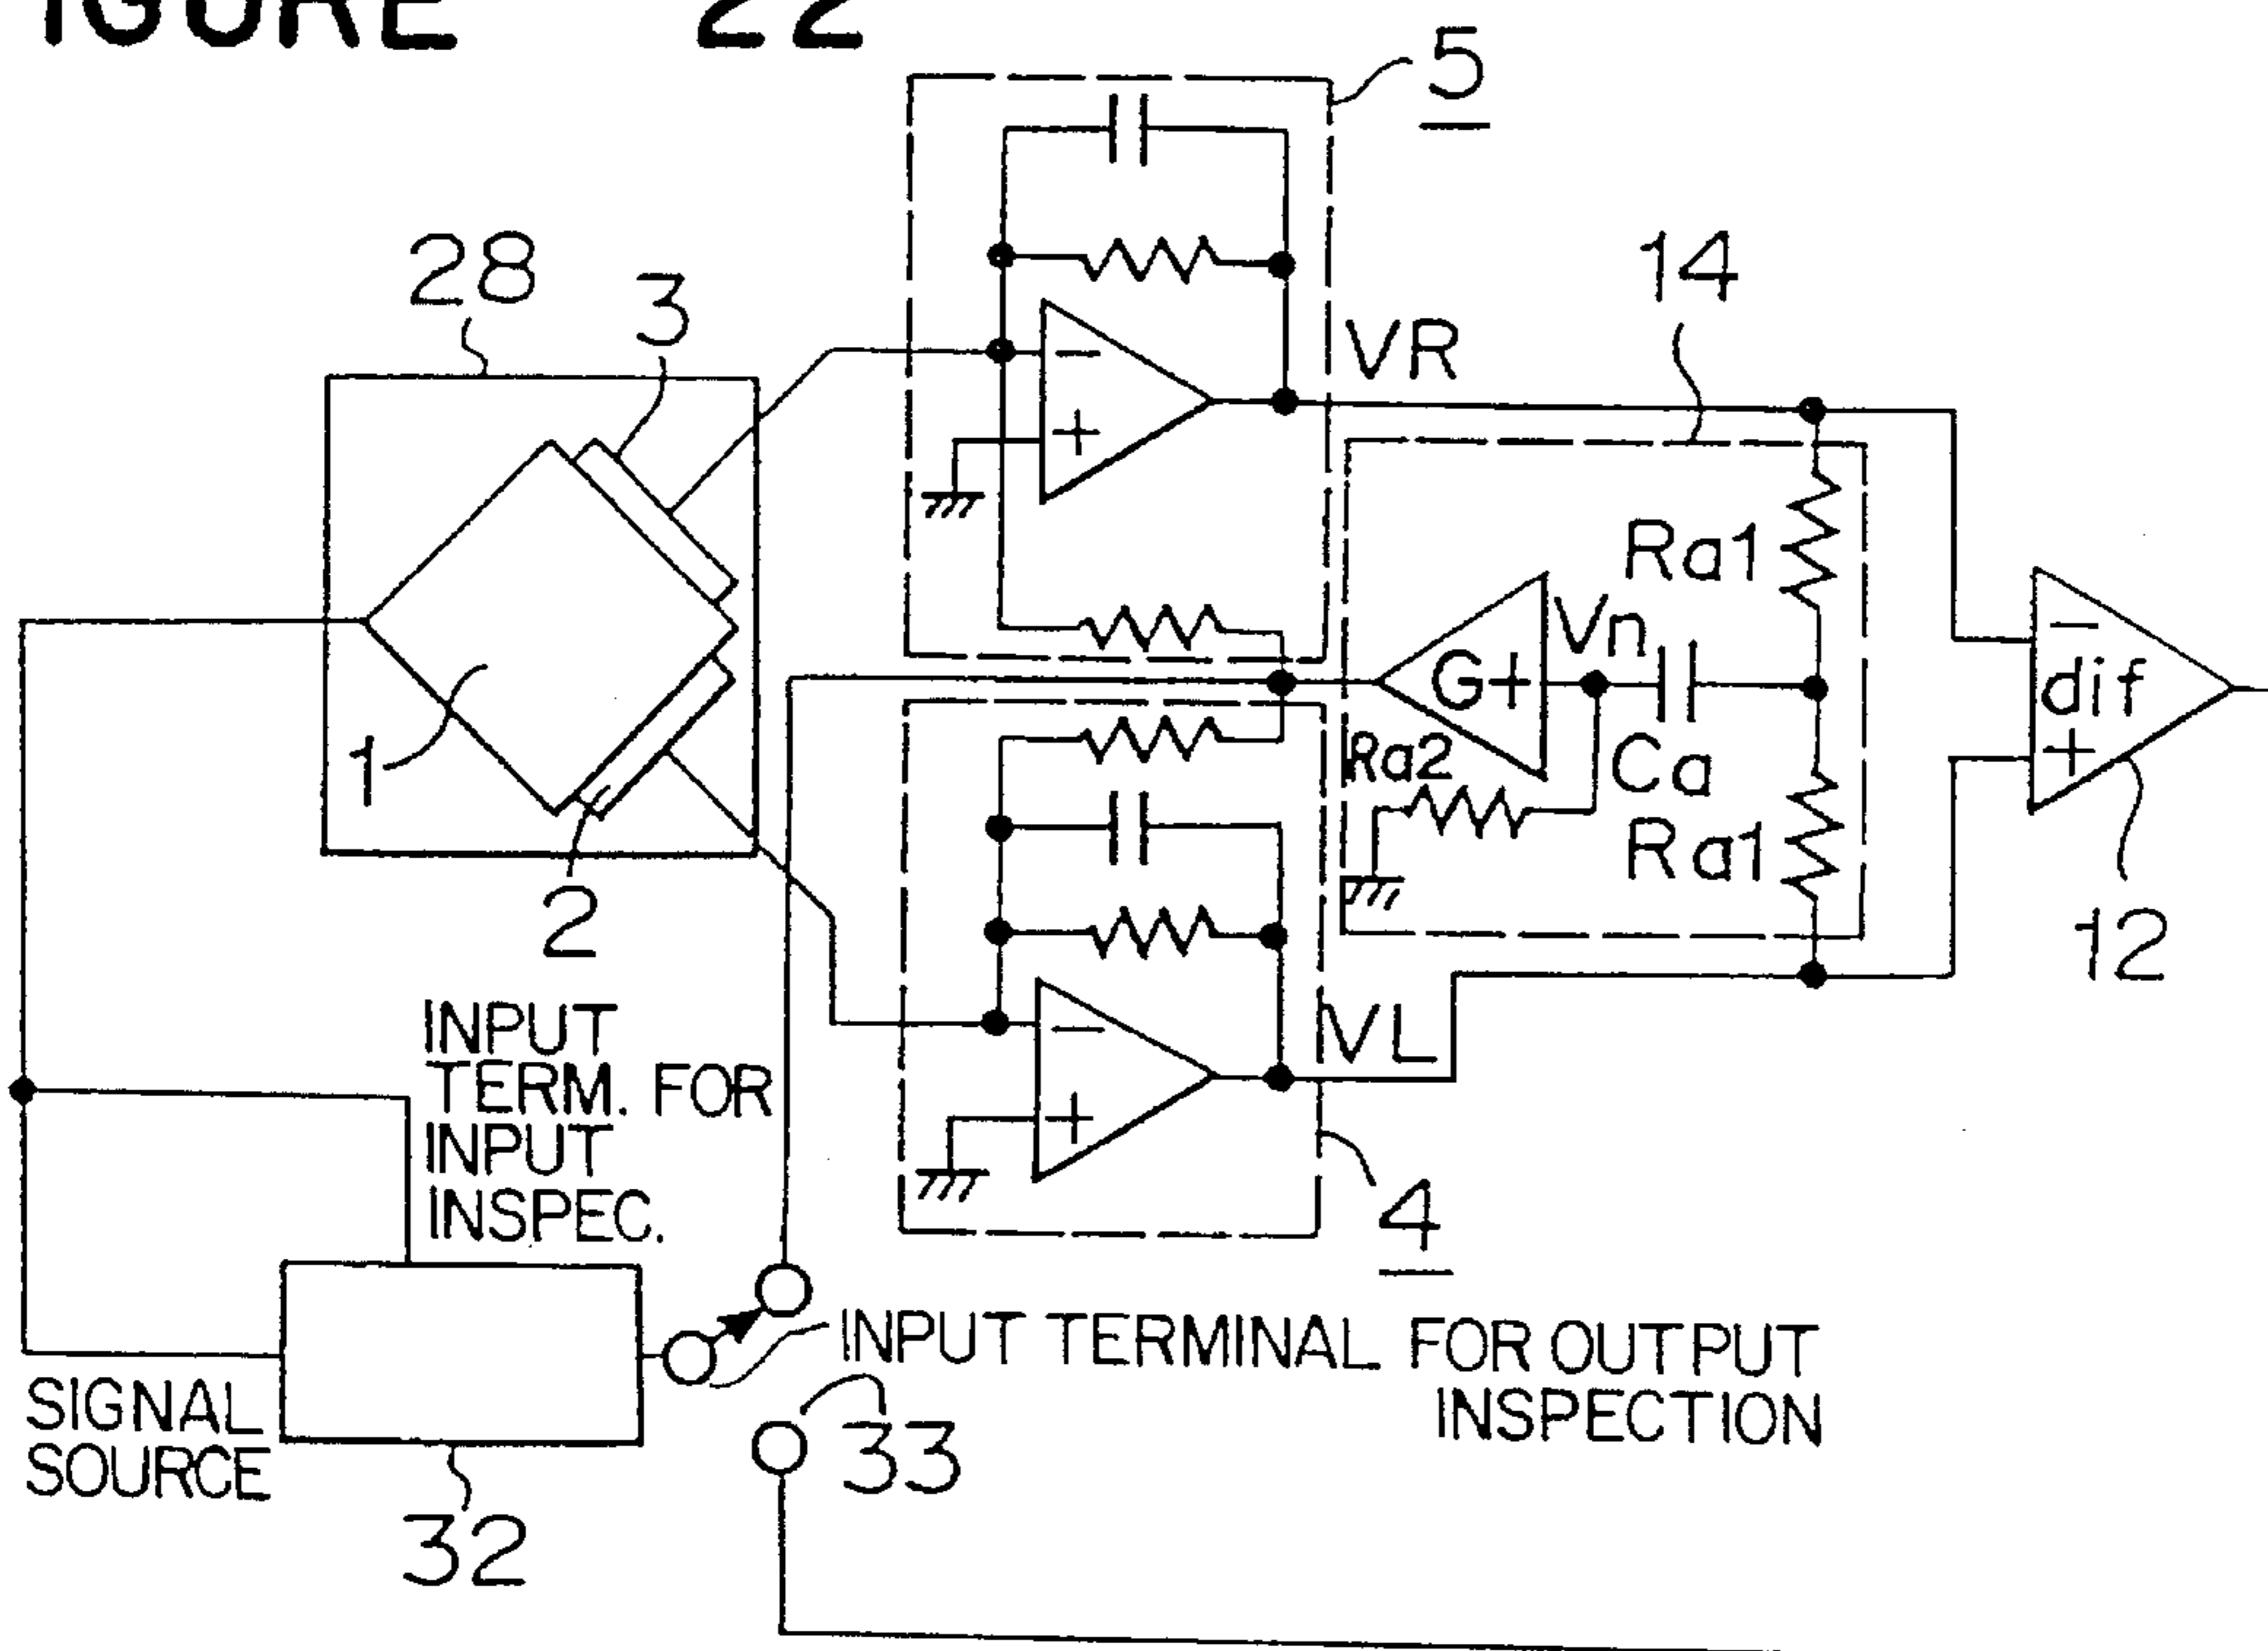 IGURE 22
5
28
3
14
VR
Ra1
Vn
G+
dif
1
Ra2
Ca
Ra1
2
12
INPUT
TERM. FOR
INPUT
INSPEC.
VL
4
INPUT TERMINAL FOR OUTPUT
INSPECTION
SIGNAL
SOURCE
33
32